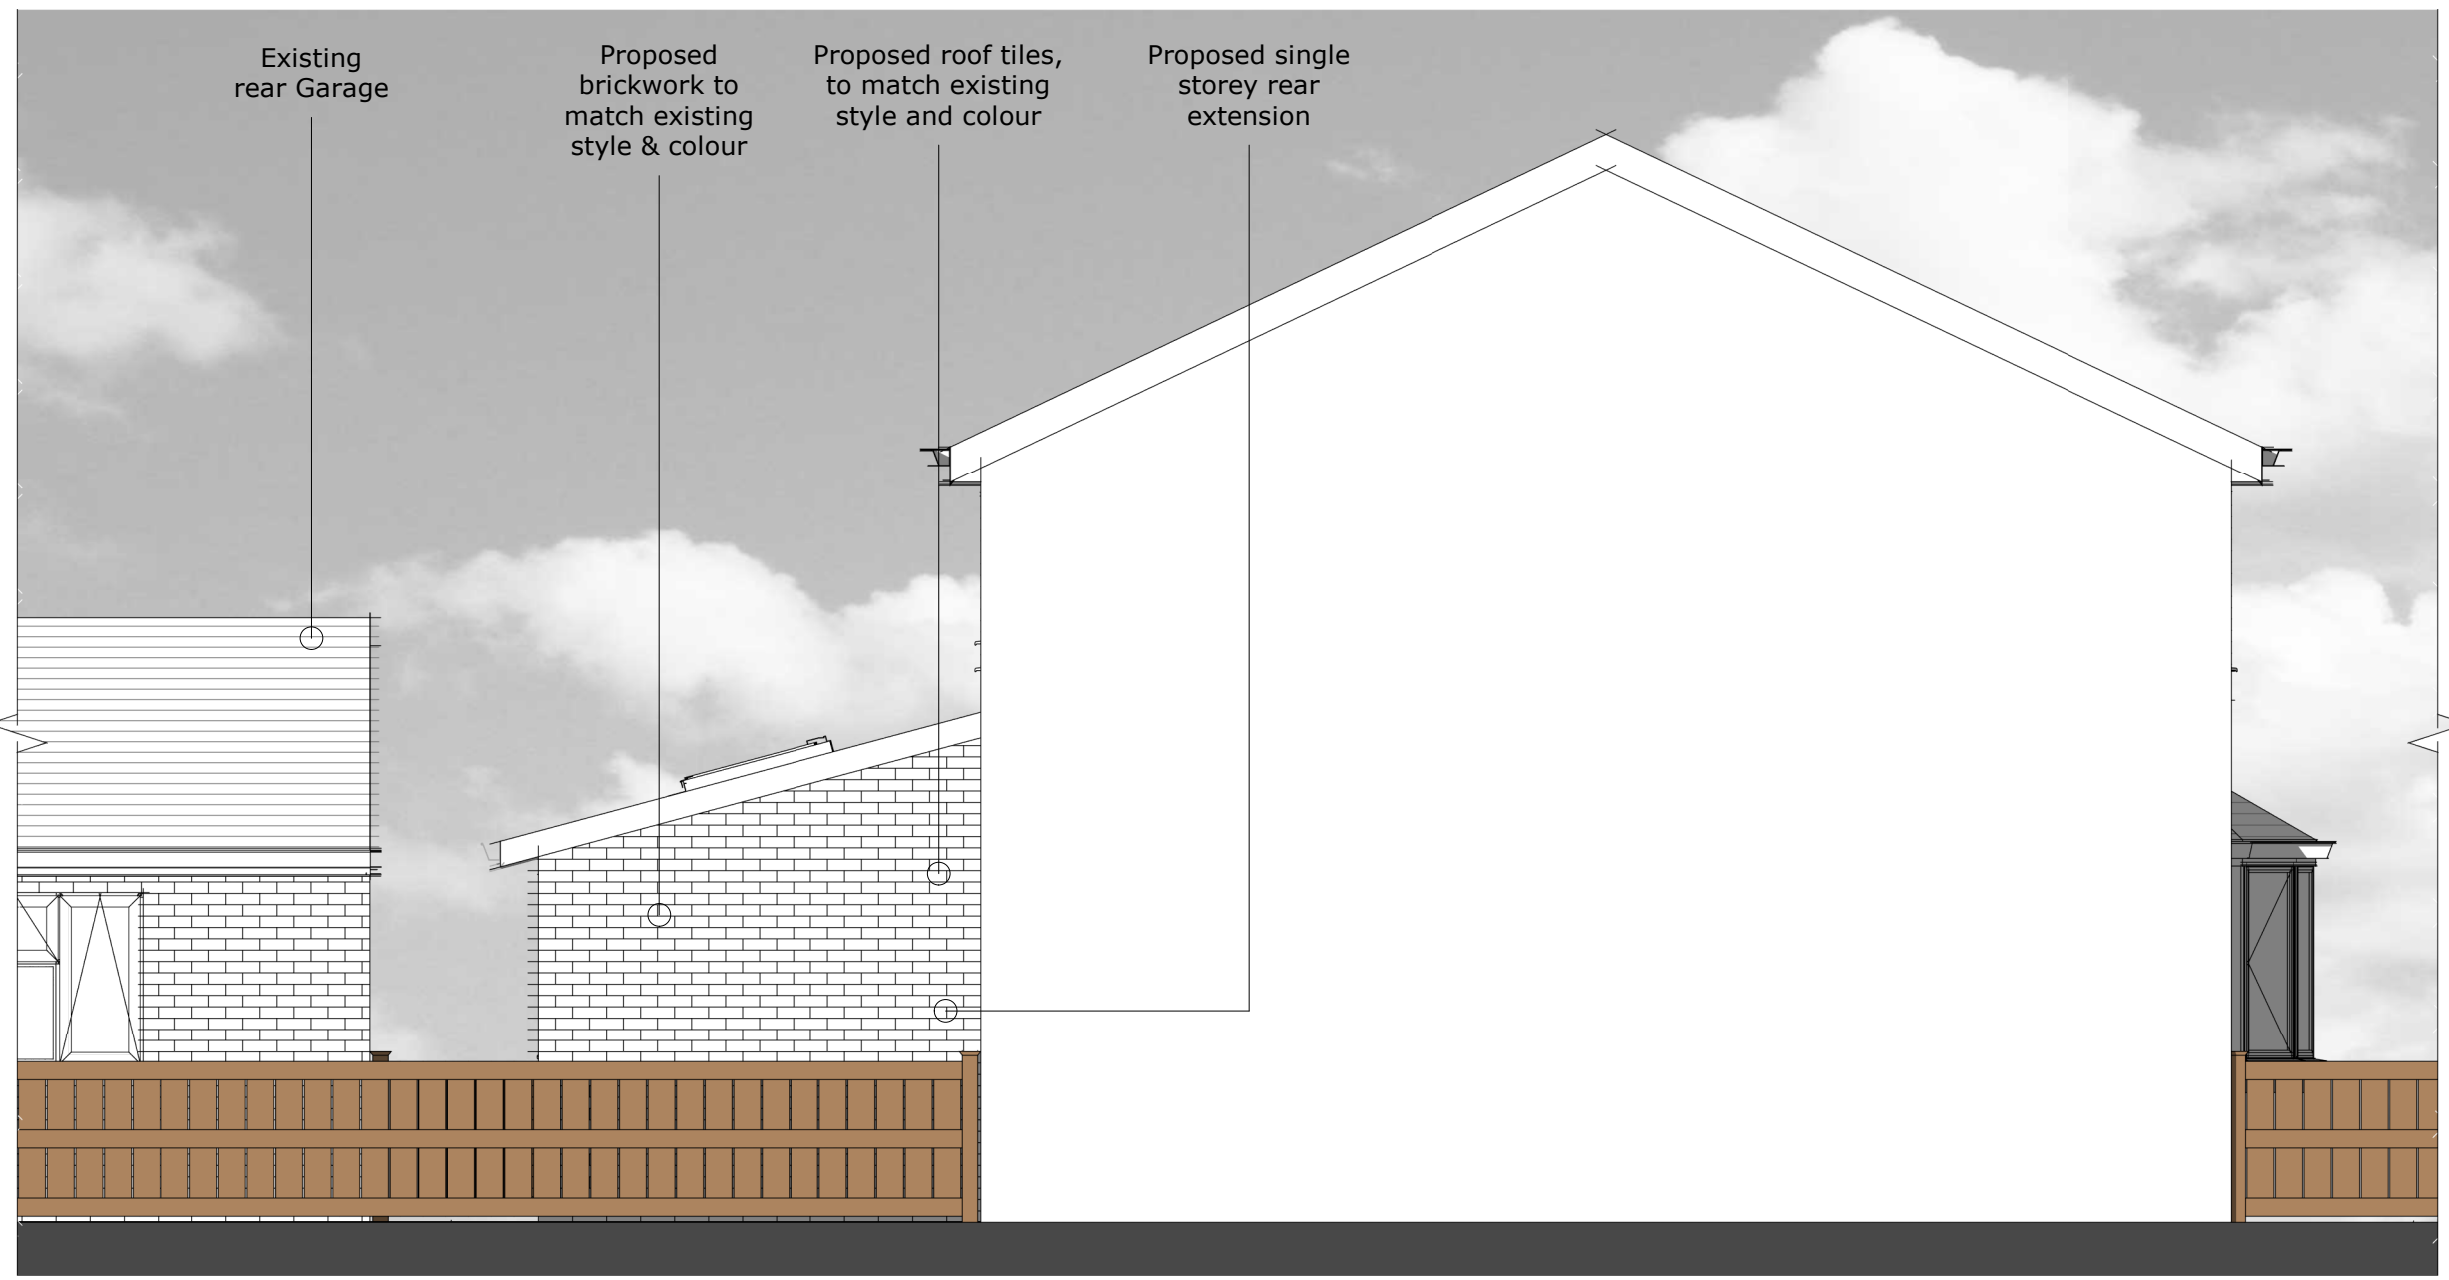 Existing
rear Garage
Proposed
brickwork to
match existing
style & colour
Proposed roof tiles,
to match existing
style and colour
Proposed single
storey rear
extension